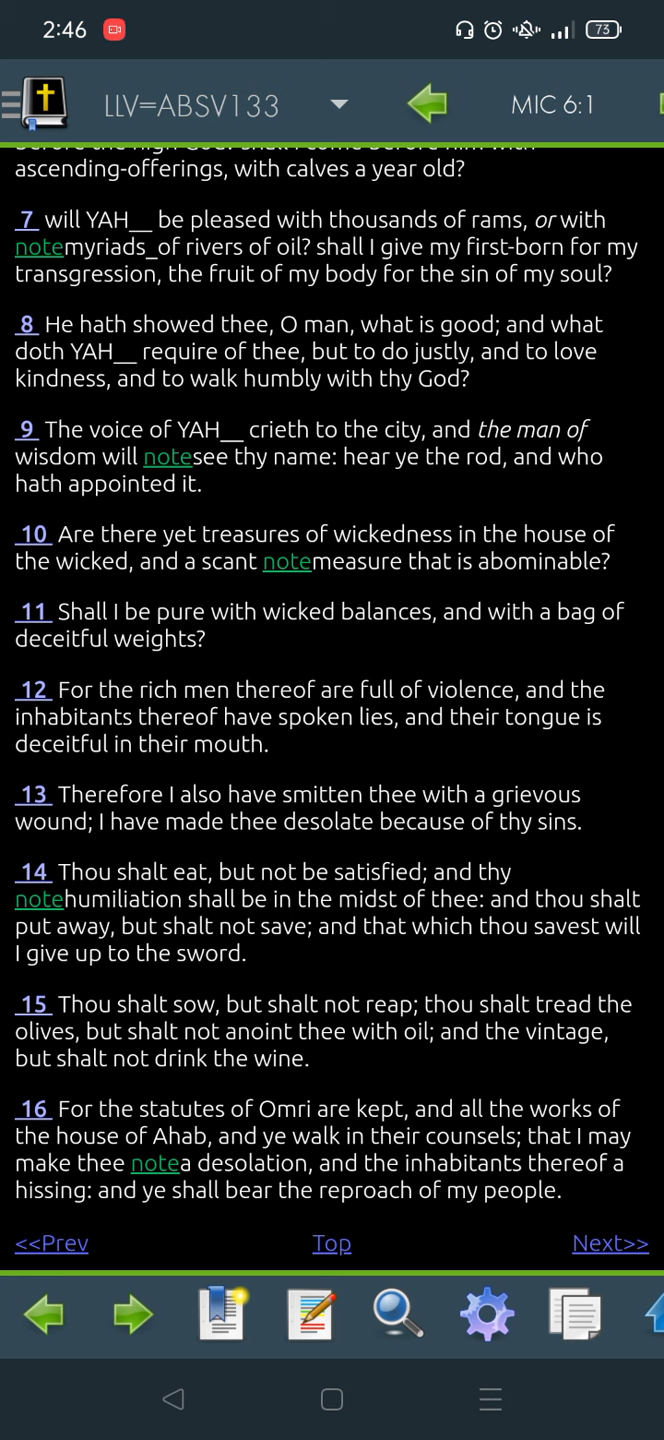 2:46
73
LLV=ABSV133
MIC 6:1
before the high God? shall I come before him with
ascending-offerings, with calves a year old?
7 will YAH__ be pleased with thousands of rams, or with
notemyriads_of rivers of oil? shall I give my first-born for my
transgression, the fruit of my body for the sin of my soul?
8 He hath showed thee, O man, what is good; and what
doth YAH__ require of thee, but to do justly, and to love
kindness, and to walk humbly with thy God?
9 The voice of YAH__ crieth to the city, and the man of
wisdom will notesee thy name: hear ye the rod, and who
hath appointed it.
10 Are there yet treasures of wickedness in the house of
the wicked, and a scant notemeasure that is abominable?
11 Shall I be pure with wicked balances, and with a bag of
deceitful weights?
12 For the rich men thereof are full of violence, and the
inhabitants thereof have spoken lies, and their tongue is
deceitful in their mouth.
13 Therefore I also have smitten thee with a grievous
wound; I have made thee desolate because of thy sins.
14 Thou shalt eat, but not be satisfied; and thy
notehumiliation shall be in the midst of thee: and thou shalt
put away, but shalt not save; and that which thou savest will
I give up to the sword.
15 Thou shalt sow, but shalt not reap; thou shalt tread the
olives, but shalt not anoint thee with oil; and the vintage,
but shalt not drink the wine.
16 For the statutes of Omri are kept, and all the works of
the house of Ahab, and ye walk in their counsels; that I may
make thee notea desolation, and the inhabitants thereof a
hissing: and ye shall bear the reproach of my people.
<<Prev
Top
Next>>